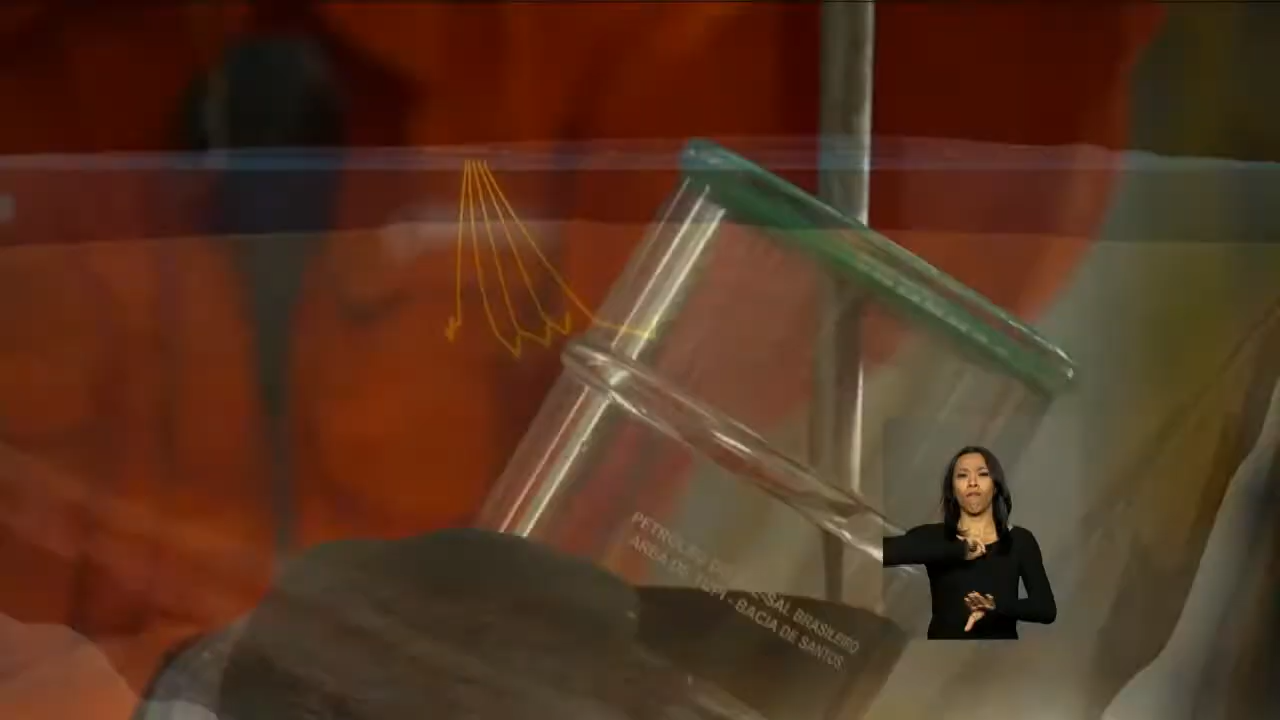 PETRÓLEO DO PRÉ-SAL BRASILEIRO
ÁREA DE TUPI - BACIA DE SANTOS